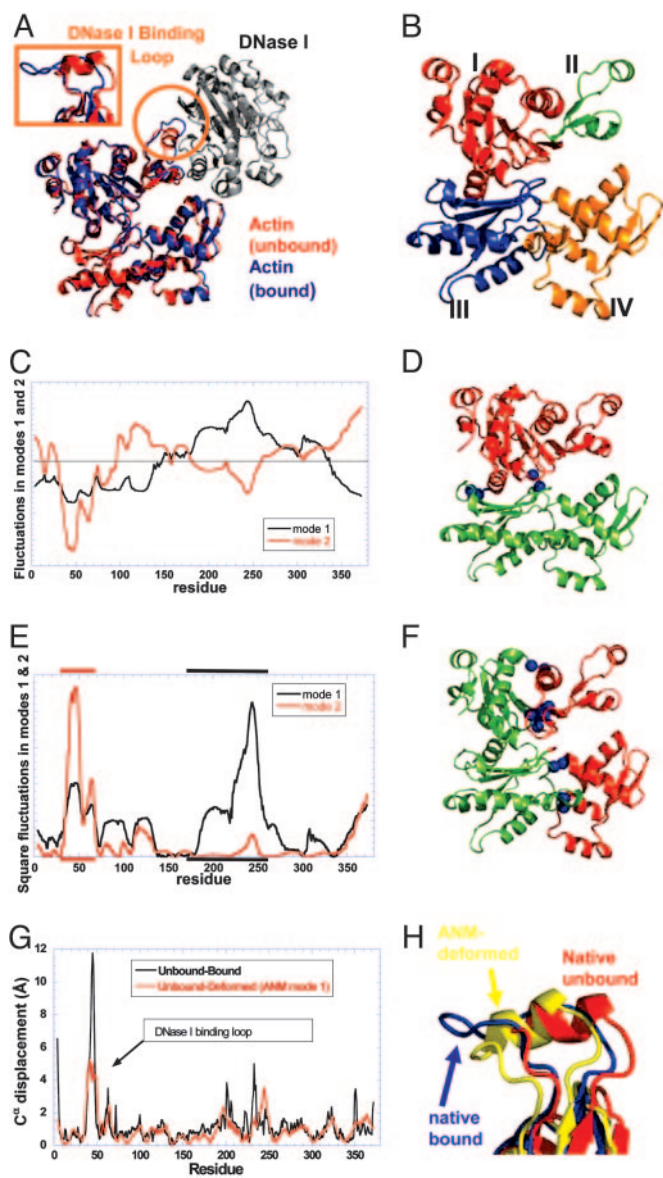 A
DNase I Binding
Loop
DNase I
Actin
(unbound)
Actin
(bound)
B
I
II
III
IV
C
Fluctuations in modes 1 and 2
mode 1
mode 2
0 50 100 150 200 250 300 350
residue
D
E
Square fluctuations in modes 1 & 2
mode 1
mode 2
0 50 100 150 200 250 300 350
residue
F
G
Cα displacement (Å)
12
10
8
6
4
2
0
Unbound-Bound
Unbound-Deformed (ANM mode 1)
DNase I binding loop
0 50 100 150 200 250 300 350
Residue
H
ANM-
deformed
Native
unbound
native
bound